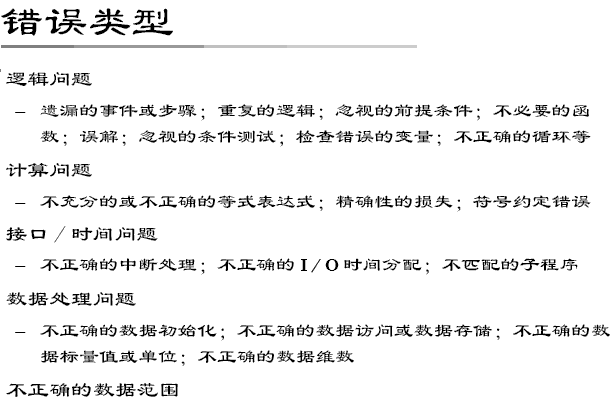 错误类型
逻辑问题
– 遗漏的事件或步骤；重复的逻辑；忽视的前提条件；不必要的函
数；误解；忽视的条件测试；检查错误的变量；不正确的循环等
计算问题
– 不充分的或不正确的等式表达式；精确性的损失；符号约定错误
接口/时间问题
– 不正确的中断处理；不正确的I/O时间分配；不匹配的子程序
数据处理问题
– 不正确的数据初始化；不正确的数据访问或数据存储；不正确的数
据标量值或单位；不正确的数据维数
不正确的数据范围